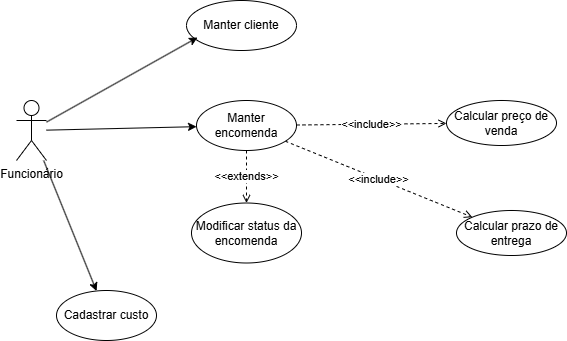 Manter cliente
Manter
encomenda
<<include>>
Calcular preço de
venda
Funcionário
<<extends>>
<<include>>
Modificar status da
encomenda
Calcular prazo de
entrega
Cadastrar custo